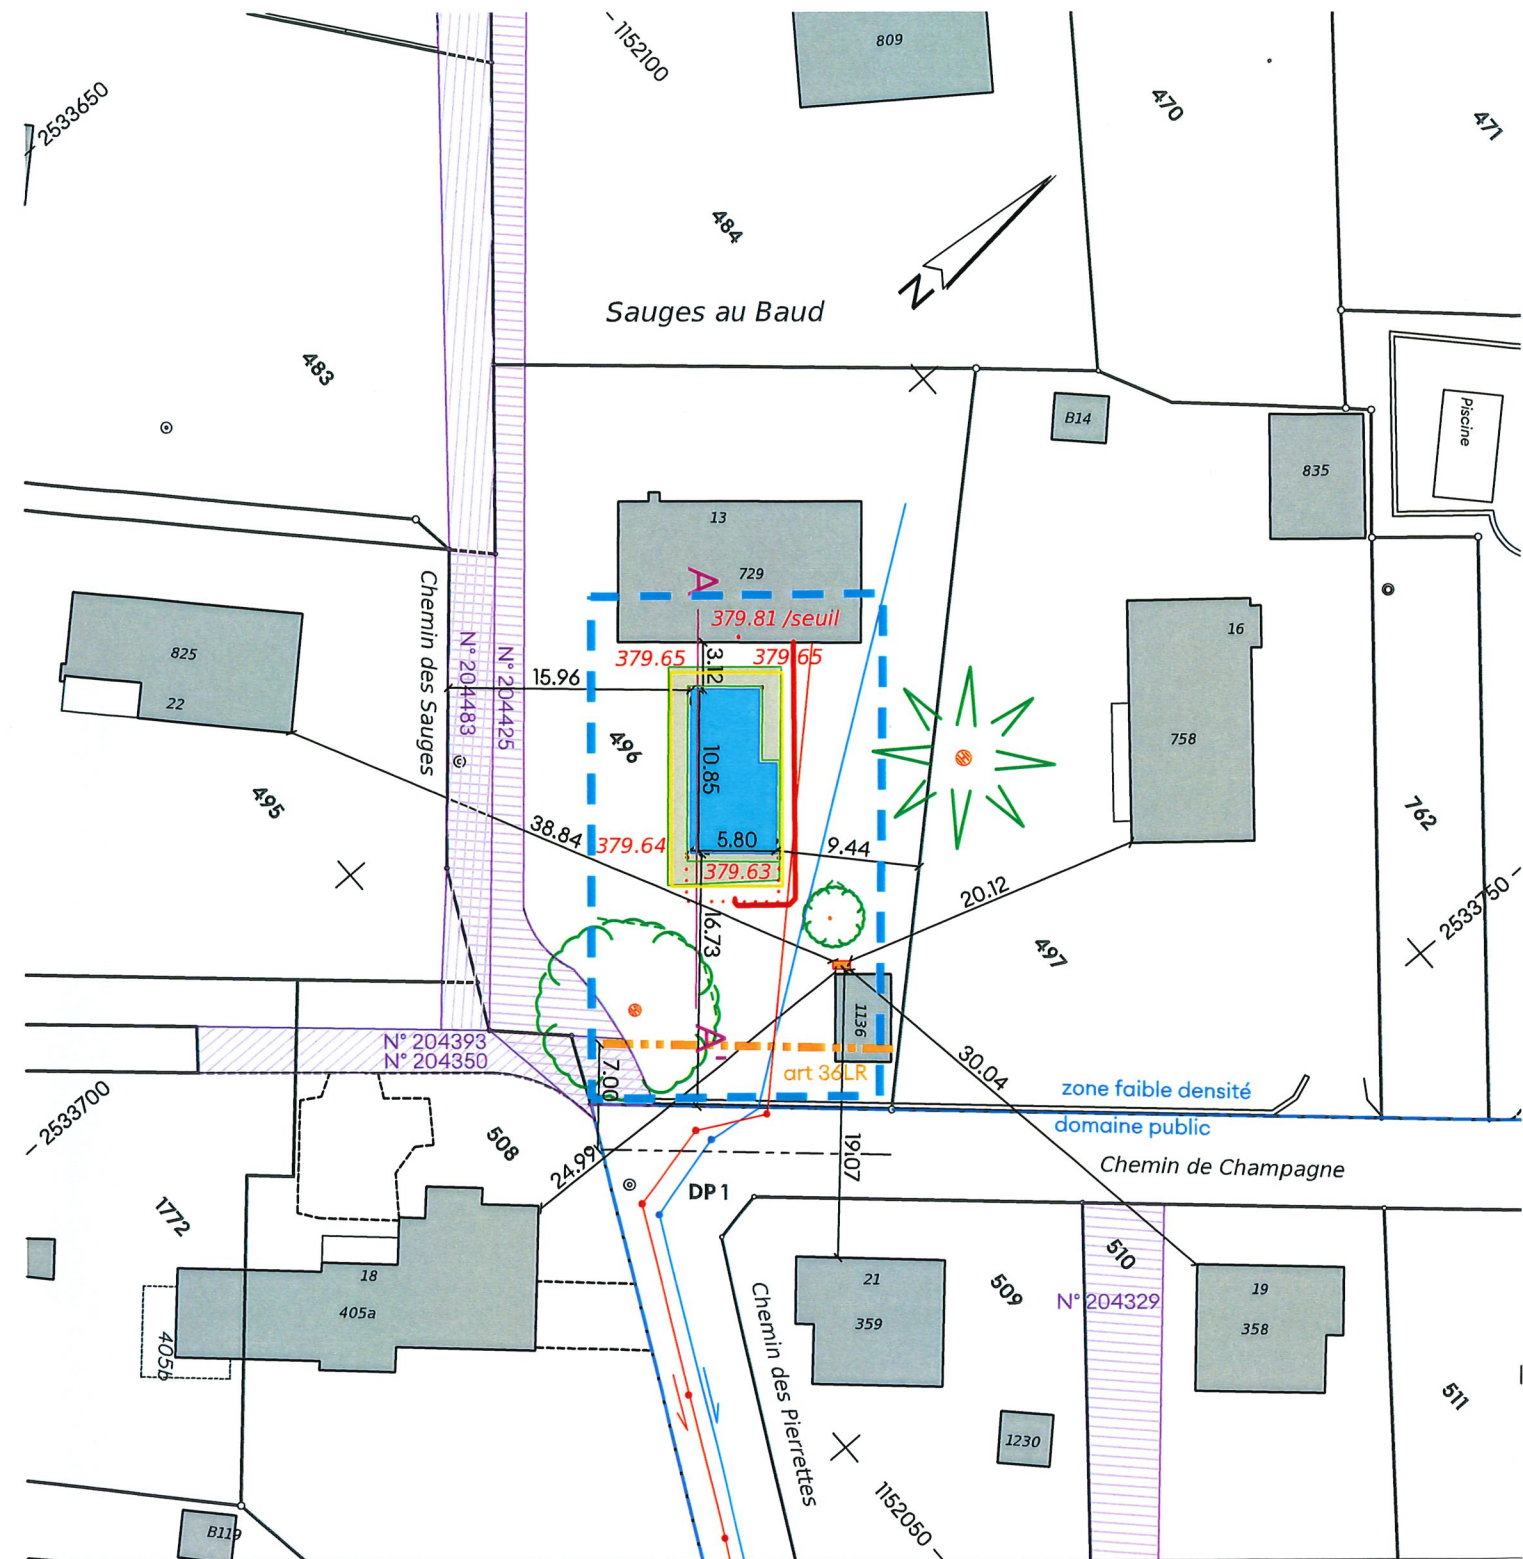 1152100
809
470
471
2533650
484
N
Sauges au Baud
483
B14
Piscine
835
13
729
A
379.81 /seuil
379.65
379.65
3.12
15.96
Chemin des Sauges
N° 204483
N° 204425
825
22
16
758
496
10.85
495
38.84
379.64
5.80
9.44
379.63
762
20.12
2533750
16.73
497
1136
A'
N° 204393
N° 204350
7.00
art 36LR
30.04
zone faible densité
domaine public
2533700
508
24.99
19.07
Chemin de Champagne
DP 1
1772
18
405a
405b
21
359
509
510
N° 204329
19
358
Chemin des Pierrettes
511
1230
1152050
B119